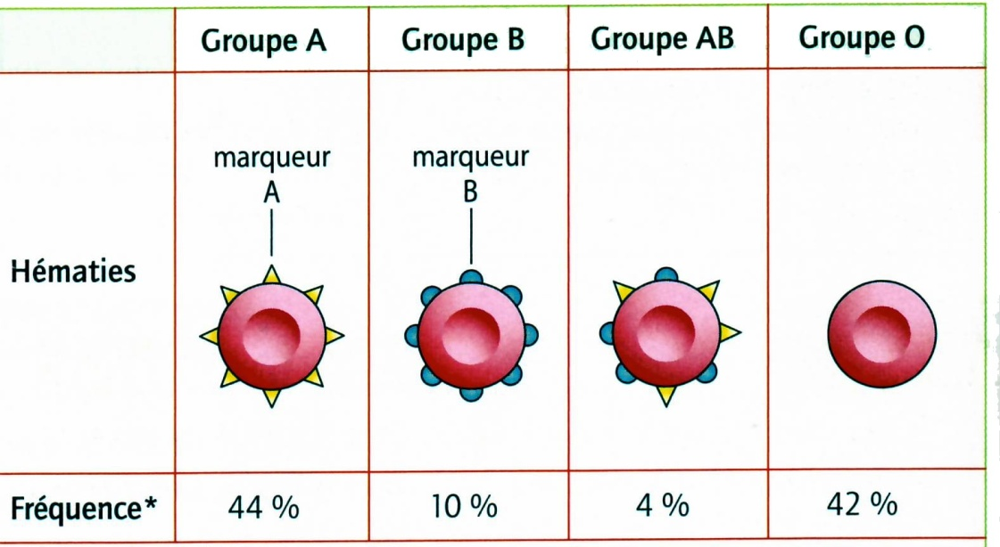 Groupe A Groupe B Groupe AB Groupe O
marqueur marqueur
A B
Hématies
Fréquence* 44 % 10 % 4 % 42 %